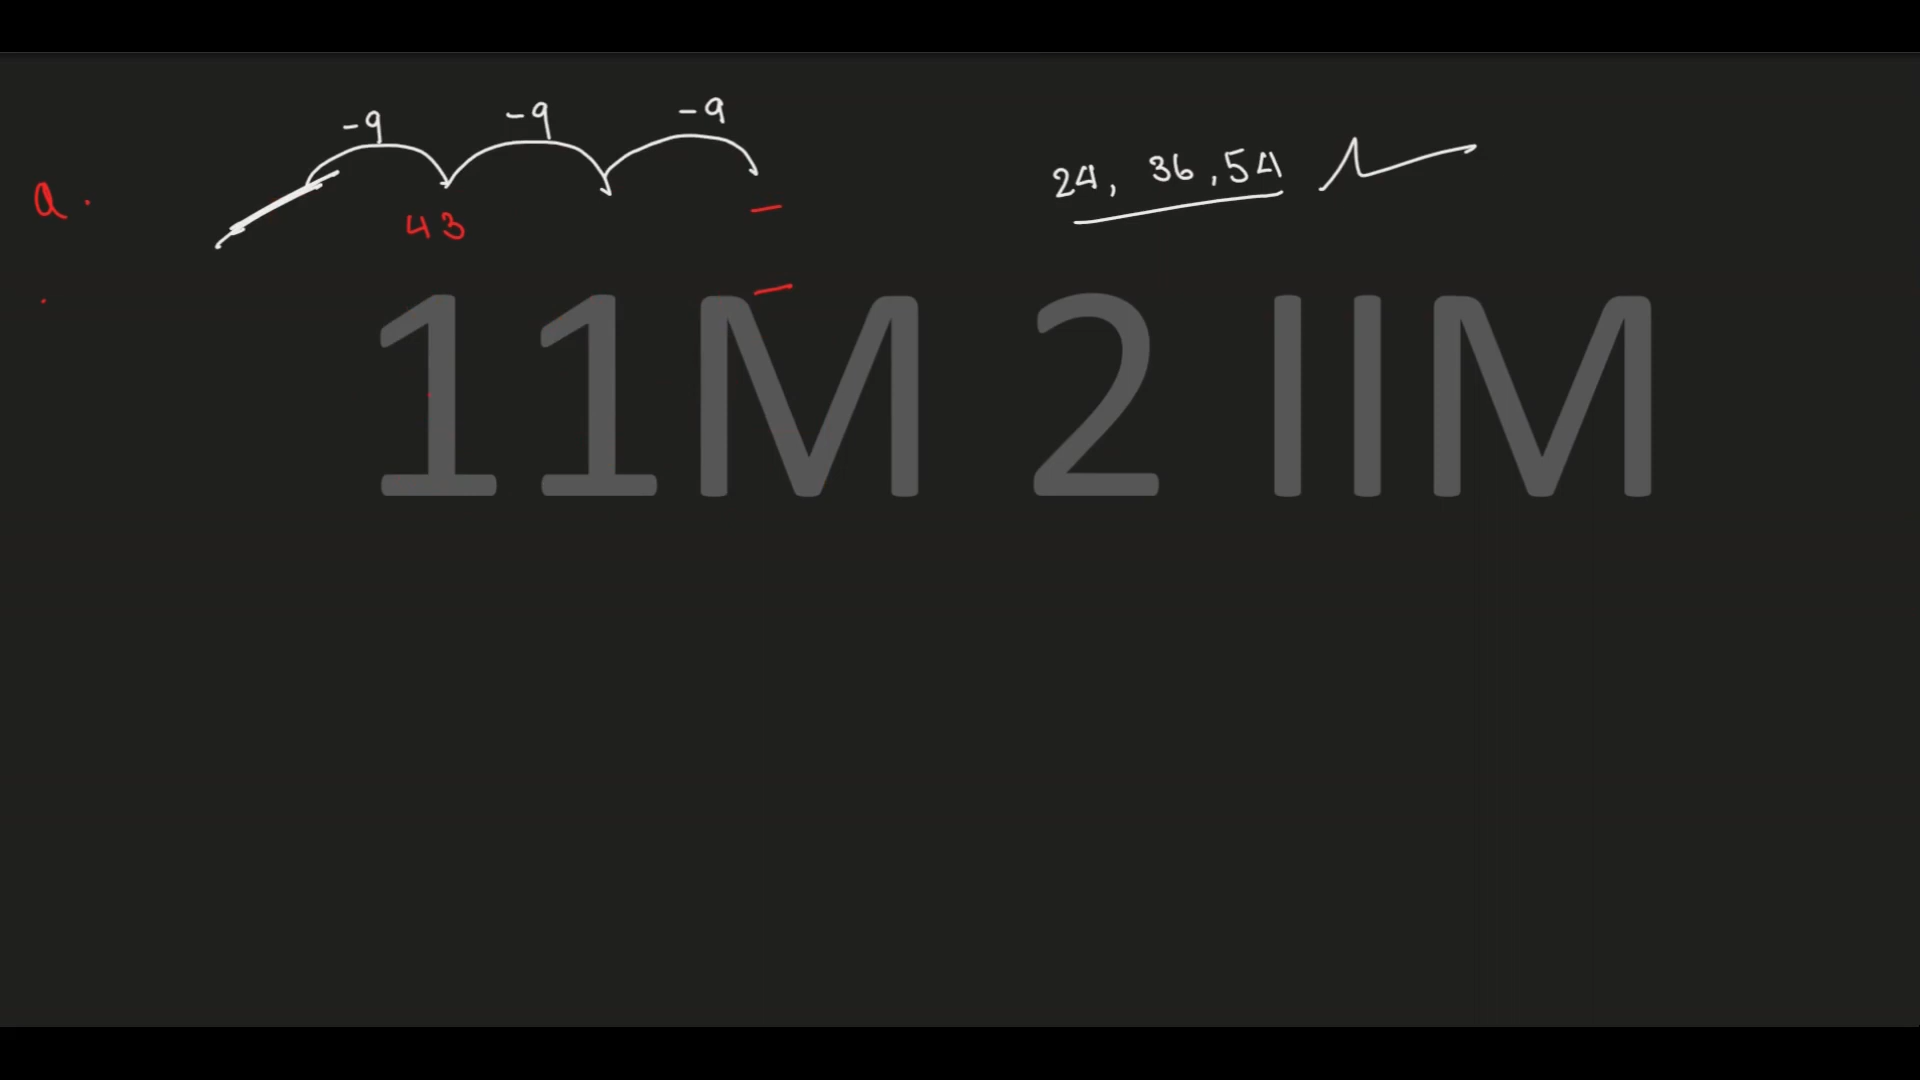 -9 -9 -9
a. 43 —
24, 36, 54
—
11M 2 IIM